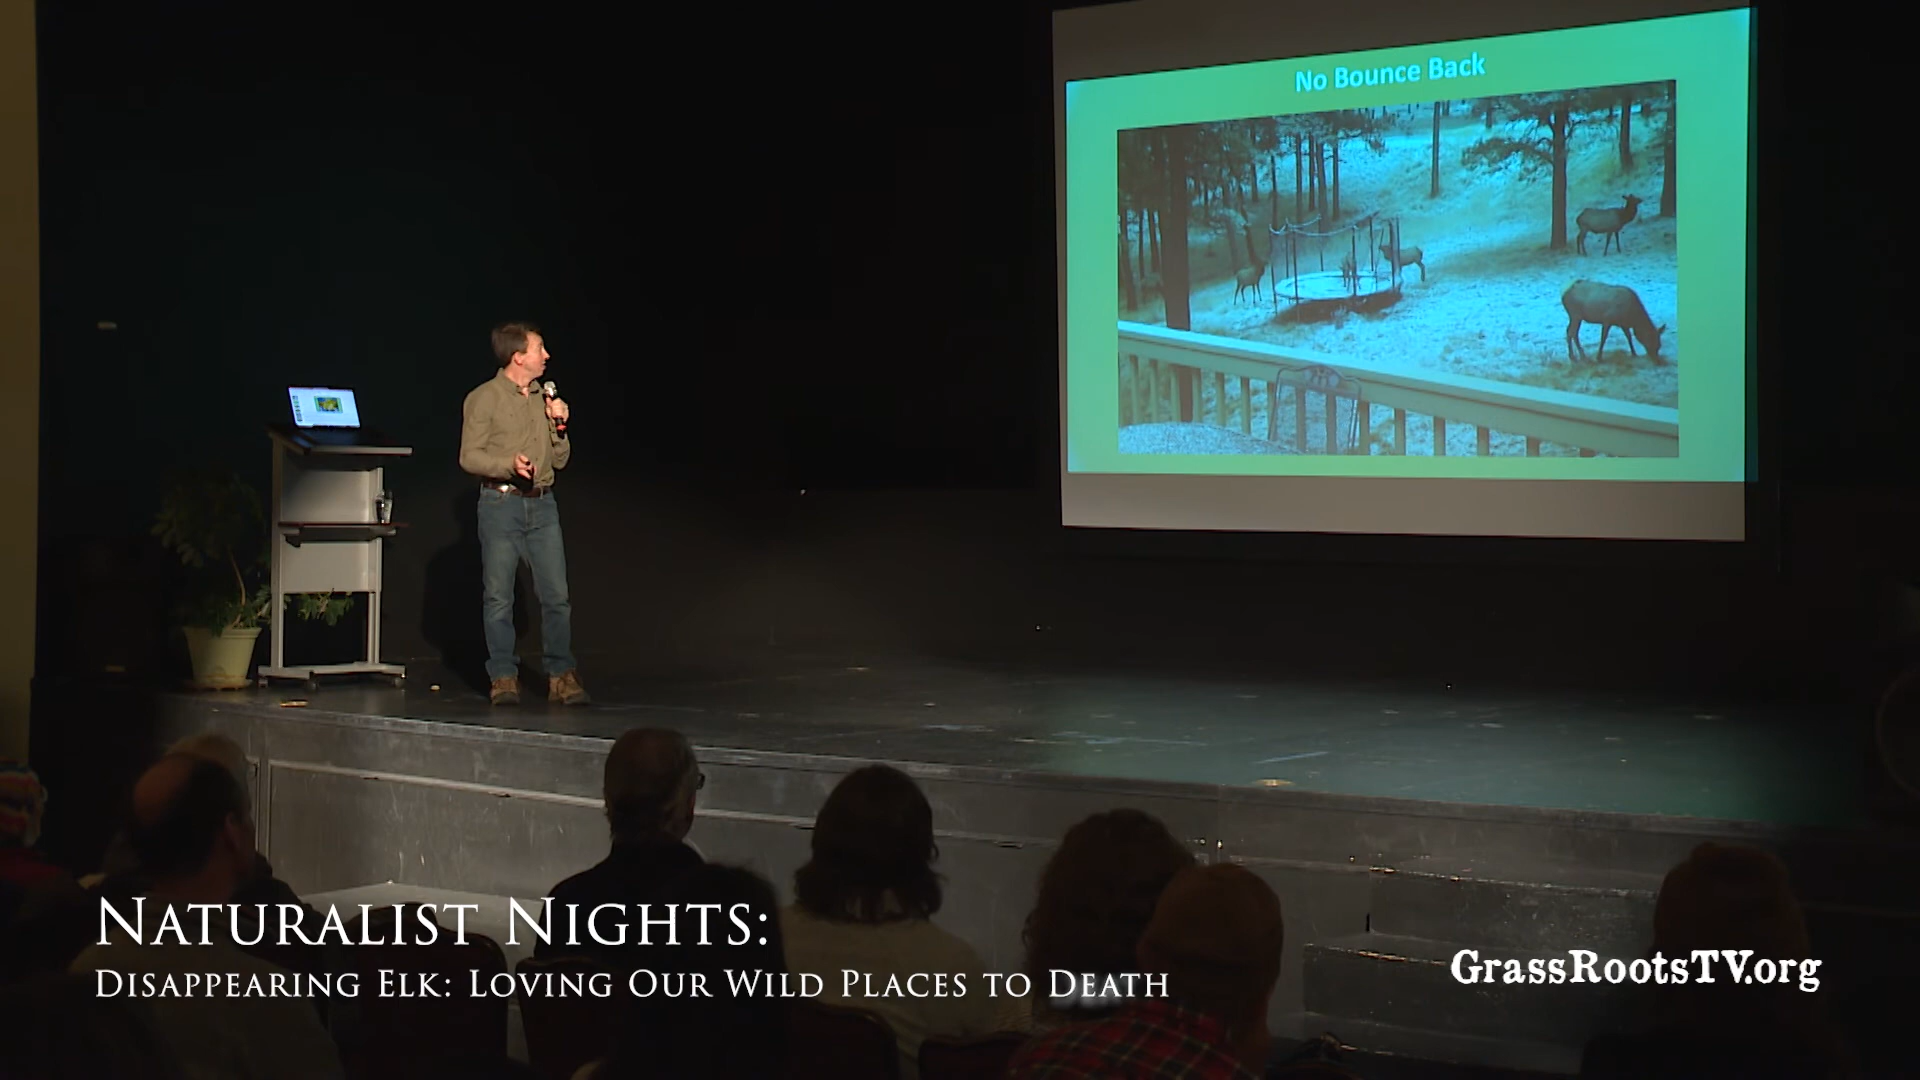 No Bounce Back
Naturalist Nights:
Disappearing Elk: Loving Our Wild Places to Death
GrassRootsTV.org